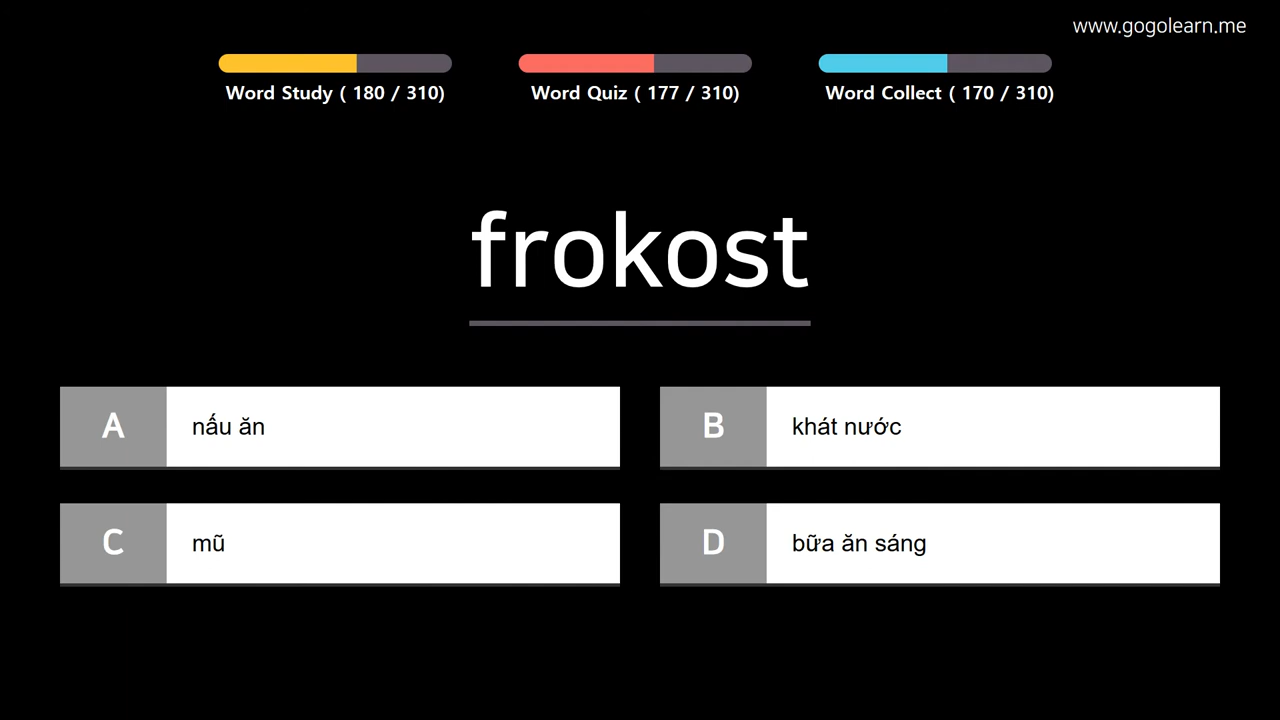 www.gogolearn.me
Word Study ( 180 / 310)
Word Quiz ( 177 / 310)
Word Collect ( 170 / 310)
frokost
A
nấu ăn
B
khát nước
C
mũ
D
bữa ăn sáng